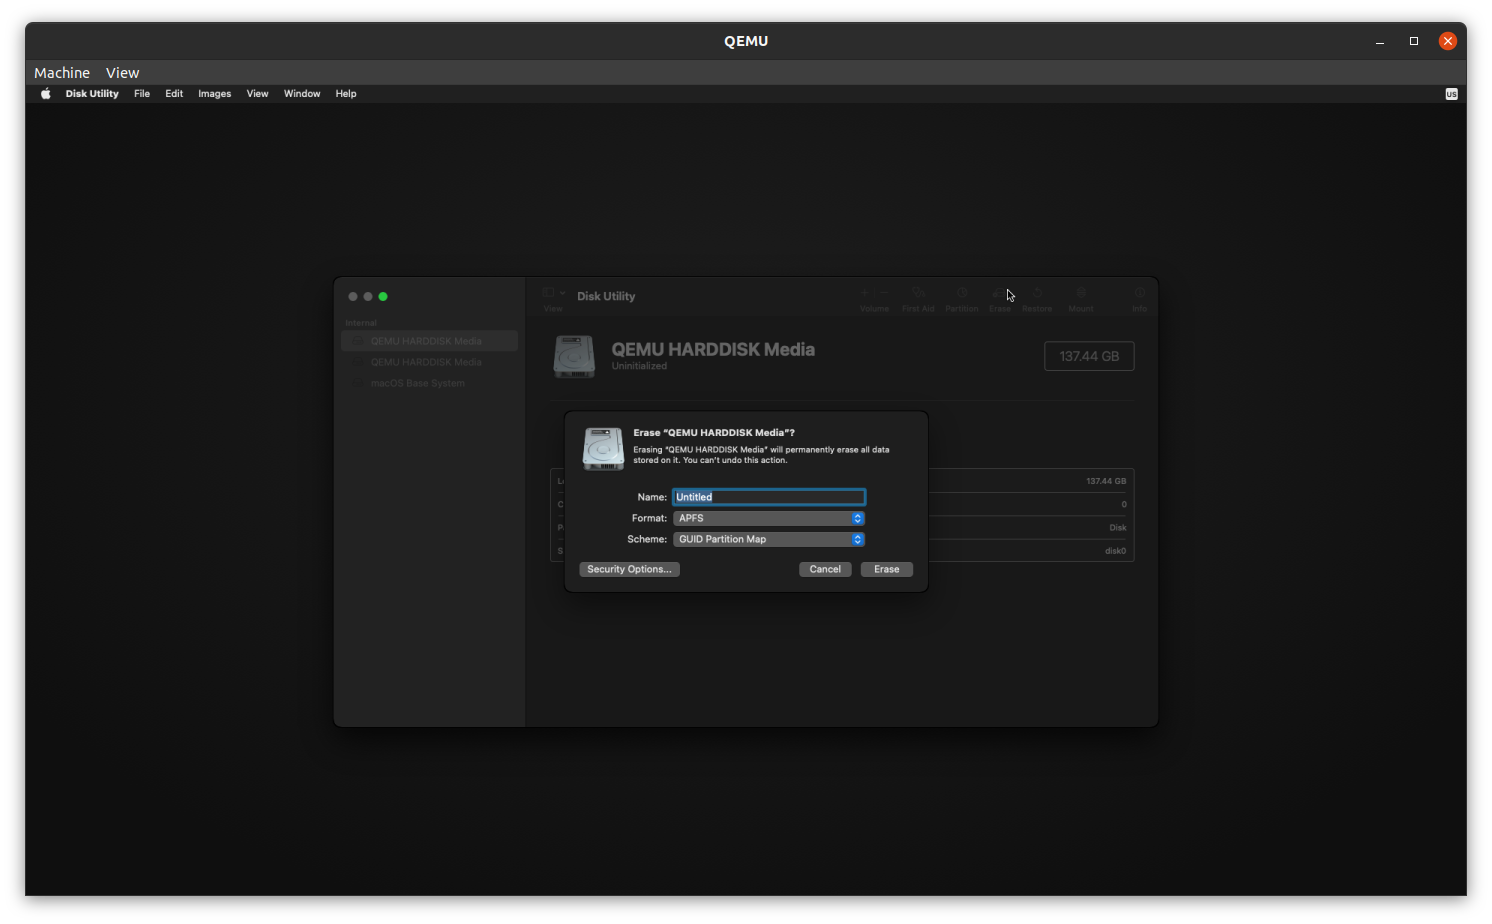 QEMU
Machine View
Disk Utility File Edit Images View Window Help
US
Disk Utility
View
Volume First Aid Partition Erase Restore Mount Info
Internal
QEMU HARDDISK Media
QEMU HARDDISK Media
macOS Base System
QEMU HARDDISK Media
Uninitialized
137.44 GB
Erase “QEMU HARDDISK Media”?
Erasing “QEMU HARDDISK Media” will permanently erase all data
stored on it. You can’t undo this action.
Name: Untitled
Format: APFS
Scheme: GUID Partition Map
Security Options... Cancel Erase
137.44 GB
0
Disk
disk0